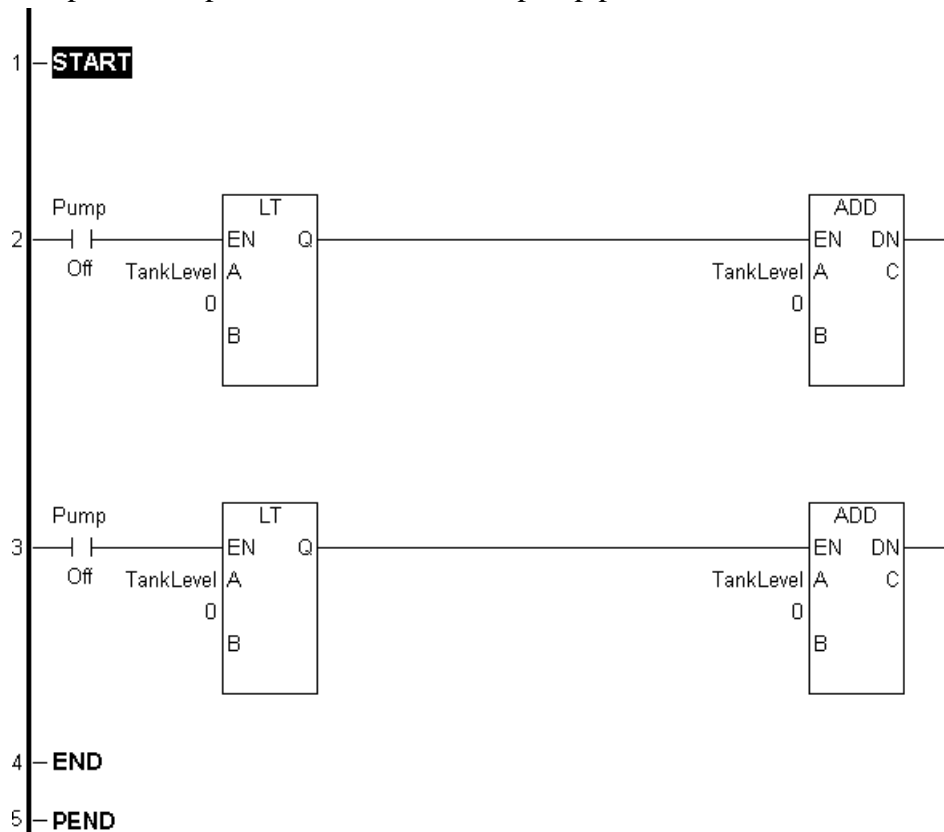 1 START
Pump LT ADD
2 EN Q EN DN
Off TankLevel A TankLevel A C
0 0
B B
Pump LT ADD
3 EN Q EN DN
Off TankLevel A TankLevel A C
0 0
B B
4 END
5 PEND